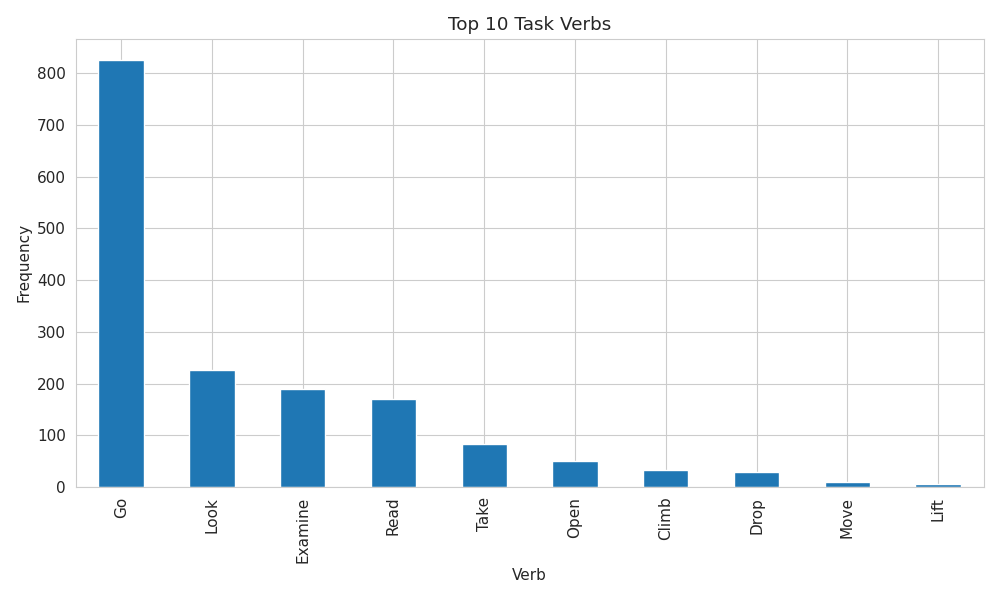 Top 10 Task Verbs
Frequency
800
700
600
500
400
300
200
100
0
Go
Look
Examine
Read
Take
Open
Climb
Drop
Move
Lift
Verb